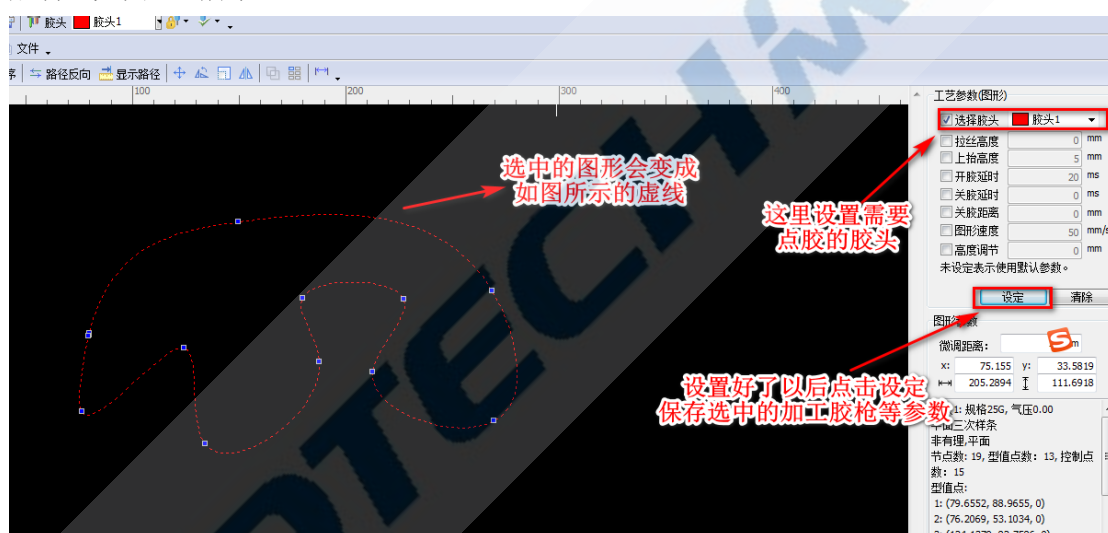 胶头 胶头1
文件
路径反向 显示路径
100 200 300 400
工艺参数(图形)
选择胶头 胶头1
拉丝高度 0 mm
上抬高度 5 mm
开胶延时 20 ms
关胶延时 0 ms
关胶距离 0 mm
图形速度 50 mm/s
高度调节 0 mm
未设定表示使用默认参数。
设定 清除
选中的图形会变成
如图所示的虚线
这里设置需要
点胶的胶头
设置好了以后点击设定
保存选中的加工胶枪等参数
微调距离:
x: 75.155 y: 33.5819
205.2894 111.6918
1: 规格25G, 气压0.00
平面三次样条
非有理,平面
节点数: 19, 型值点数: 13, 控制点
数: 15
型值点:
1: (79.6552, 88.9655, 0)
2: (76.2069, 53.1034, 0)